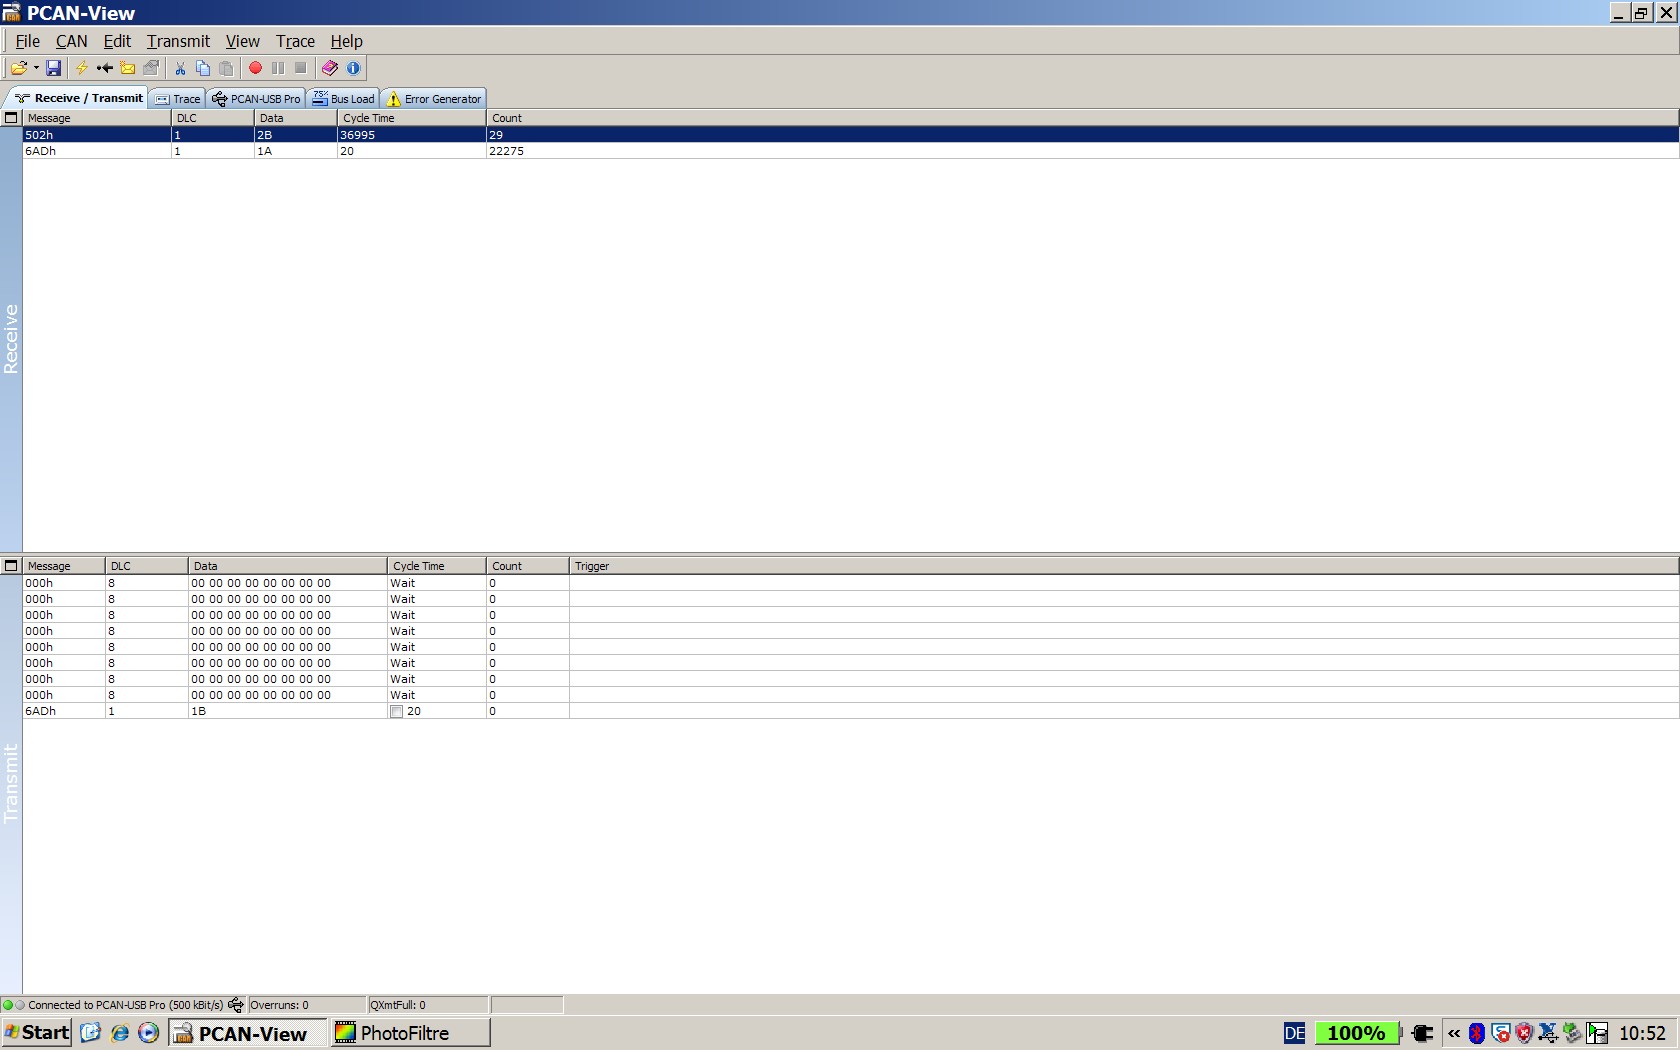 PCAN-View
File CAN Edit Transmit View Trace Help
Receive / Transmit Trace PCAN-USB Pro Bus Load Error Generator
Message DLC Data Cycle Time Count
502h 1 2B 36995 29
6ADh 1 1A 20 22275
Receive
Message DLC Data Cycle Time Count Trigger
000h 8 00 00 00 00 00 00 00 00 Wait 0
000h 8 00 00 00 00 00 00 00 00 Wait 0
000h 8 00 00 00 00 00 00 00 00 Wait 0
000h 8 00 00 00 00 00 00 00 00 Wait 0
000h 8 00 00 00 00 00 00 00 00 Wait 0
000h 8 00 00 00 00 00 00 00 00 Wait 0
000h 8 00 00 00 00 00 00 00 00 Wait 0
000h 8 00 00 00 00 00 00 00 00 Wait 0
6ADh 1 1B 20 0
Transmit
Connected to PCAN-USB Pro (500 kBit/s) Overruns: 0 QXmtFull: 0
Start PCAN-View PhotoFiltre DE 100% « 10:52